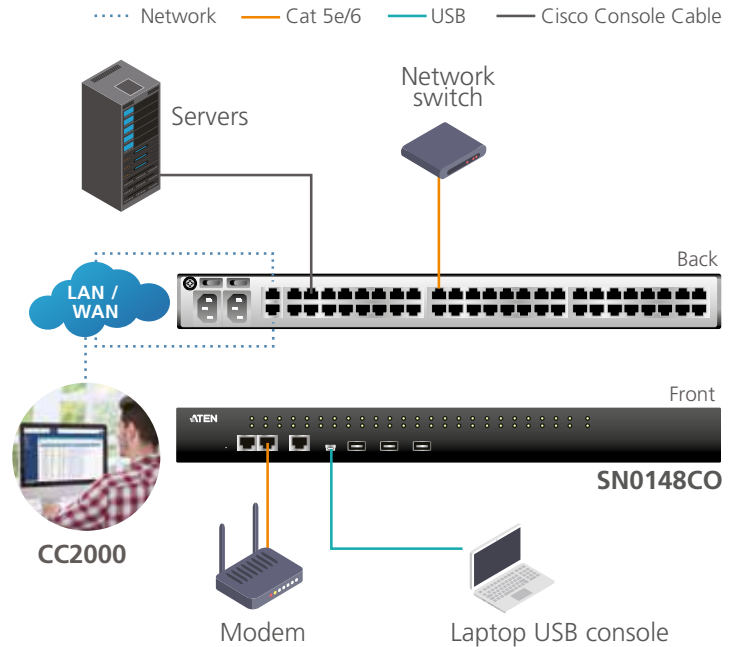 Network
Cat 5e/6
USB
Cisco Console Cable
Servers
Network
switch
Back
LAN /
WAN
Front
ATEN
SN0148CO
CC2000
Modem
Laptop USB console